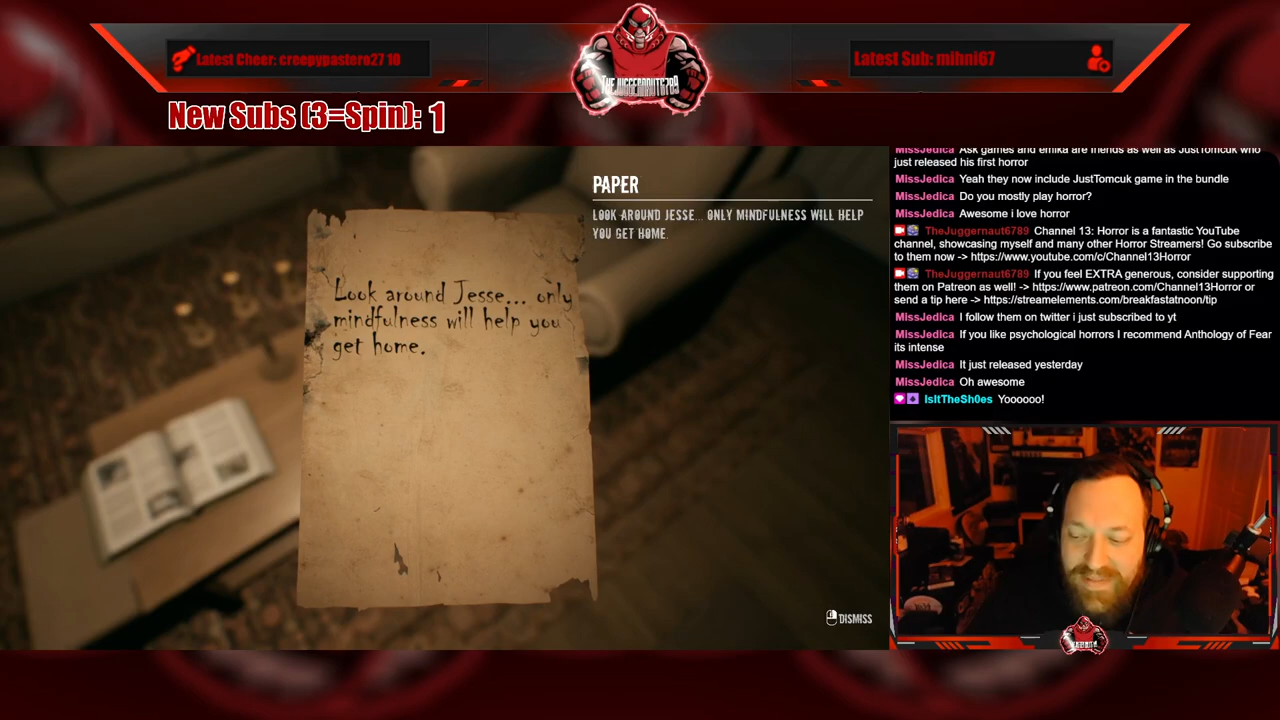 Latest Cheer: creepypastero27 10
THEJUGGERNAUT6789
Latest Sub: mihni67
New Subs (3=Spin): 1
PAPER
LOOK AROUND JESSE... ONLY MINDFULNESS WILL HELP
YOU GET HOME.
Look around Jesse... only
mindfulness will help you
get home.
DISMISS
MissJedica Ask games and emika are friends as well as JustTomcuk who
just released his first horror
MissJedica Yeah they now include JustTomcuk game in the bundle
MissJedica Do you mostly play horror?
MissJedica Awesome i love horror
TheJuggernaut6789 Channel 13: Horror is a fantastic YouTube
channel, showcasing myself and many other Horror Streamers! Go subscribe
to them now -> https://www.youtube.com/c/Channel13Horror
TheJuggernaut6789 If you feel EXTRA generous, consider supporting
them on Patreon as well! -> https://www.patreon.com/Channel13Horror or
send a tip here -> https://streamelements.com/breakfastatnoon/tip
MissJedica I follow them on twitter i just subscribed to yt
MissJedica If you like psychological horrors I recommend Anthology of Fear
its intense
MissJedica It just released yesterday
MissJedica Oh awesome
IsItTheSh0es Yoooooo!